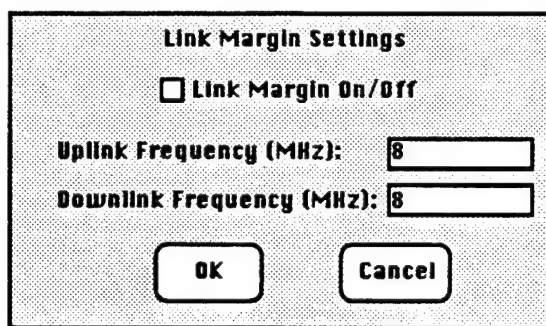 Link Margin Settings
Link Margin On/Off
Uplink Frequency (MHz): 8
Downlink Frequency (MHz): 8
OK Cancel